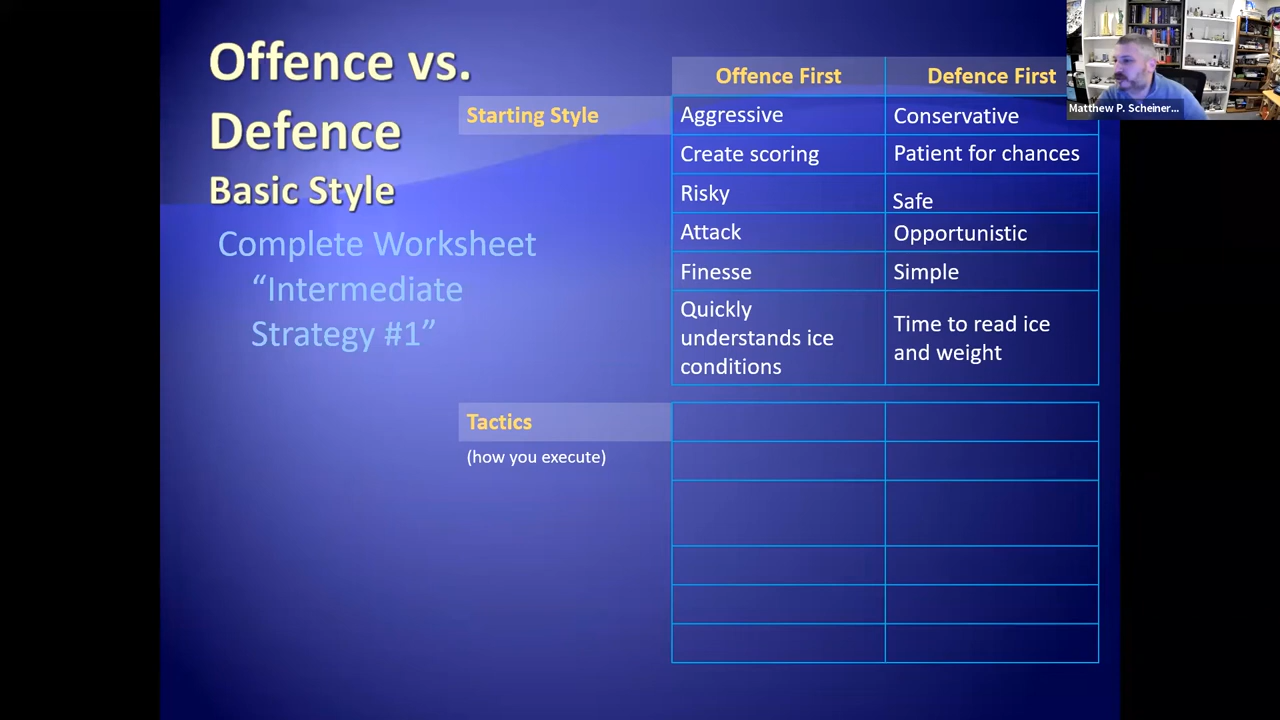 Offence vs.
Defence
Basic Style
Complete Worksheet
“Intermediate
Strategy #1”
Offence First
Defence First
Starting Style
Aggressive
Conservative
Create scoring
Patient for chances
Risky
Safe
Attack
Opportunistic
Finesse
Simple
Quickly
understands ice
conditions
Time to read ice
and weight
Tactics
(how you execute)
Matthew P. Scheiner...